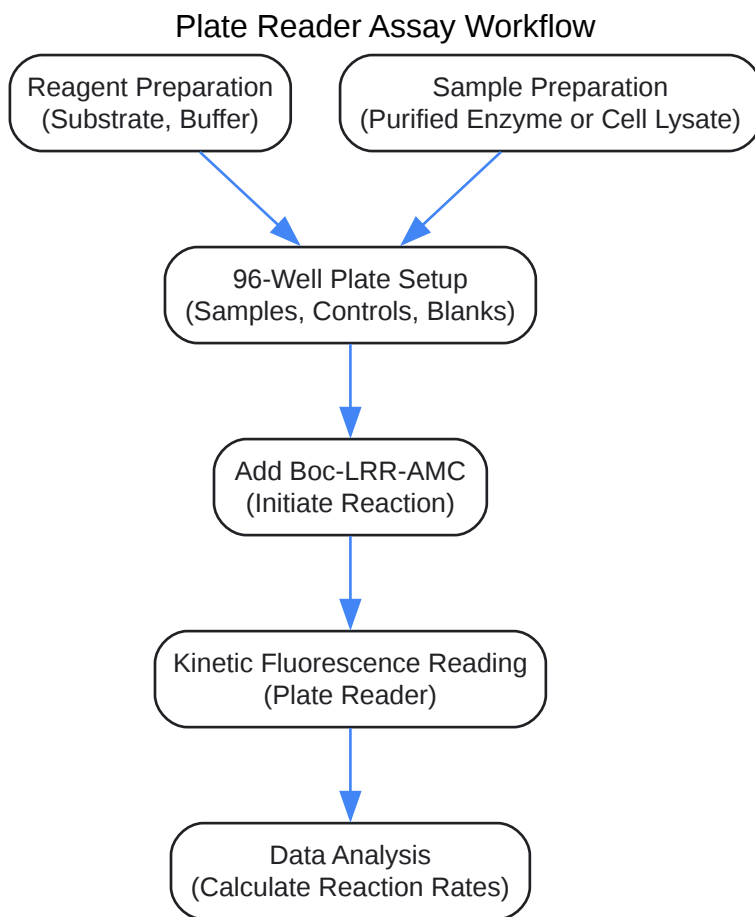 Plate Reader Assay Workflow
Reagent Preparation
(Substrate, Buffer)
Sample Preparation
(Purified Enzyme or Cell Lysate)
96-Well Plate Setup
(Samples, Controls, Blanks)
Add Boc-LRR-AMC
(Initiate Reaction)
Kinetic Fluorescence Reading
(Plate Reader)
Data Analysis
(Calculate Reaction Rates)